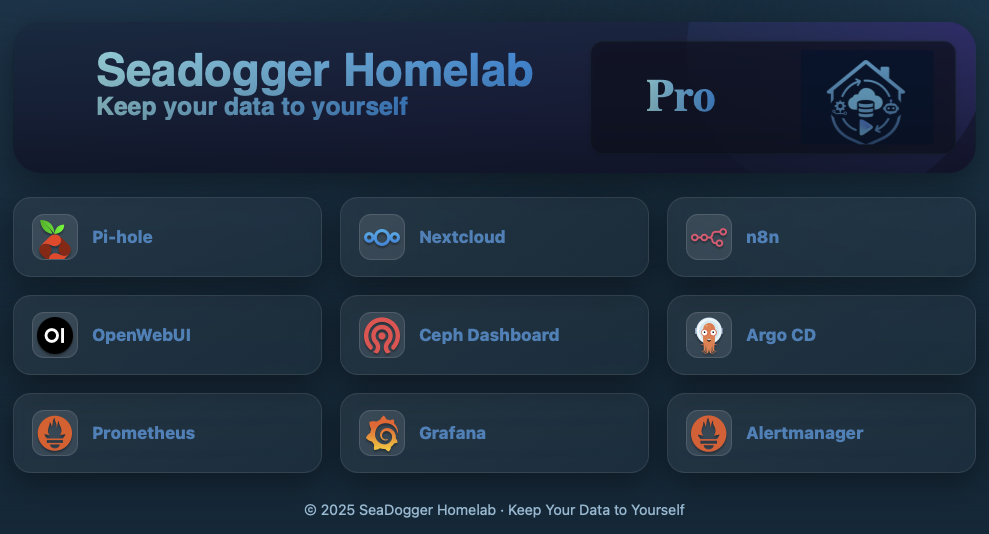 Seadogger Homelab
Keep your data to yourself
Pro
Pi-hole
Nextcloud
n8n
OI
OpenWebUI
Ceph Dashboard
Argo CD
Prometheus
Grafana
Alertmanager
© 2025 SeaDogger Homelab · Keep Your Data to Yourself